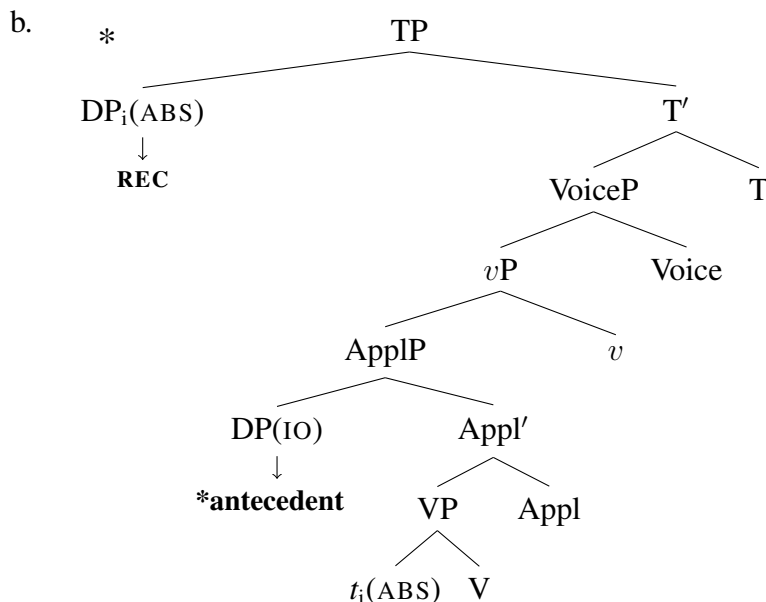 b. * TP
DPᵢ(ABS) T′
↓
REC VoiceP T
vP Voice
ApplP v
DP(IO) Appl′
↓
*antecedent VP Appl
tᵢ(ABS) V